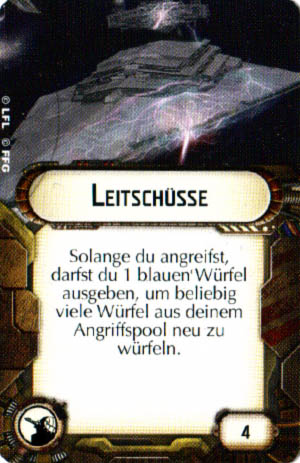 © LFL © FFG
LEITSCHÜSSE
Solange du angreifst,
darfst du 1 blauen Würfel
ausgeben, um beliebig
viele Würfel aus deinem
Angriffspool neu zu
würfeln.
4